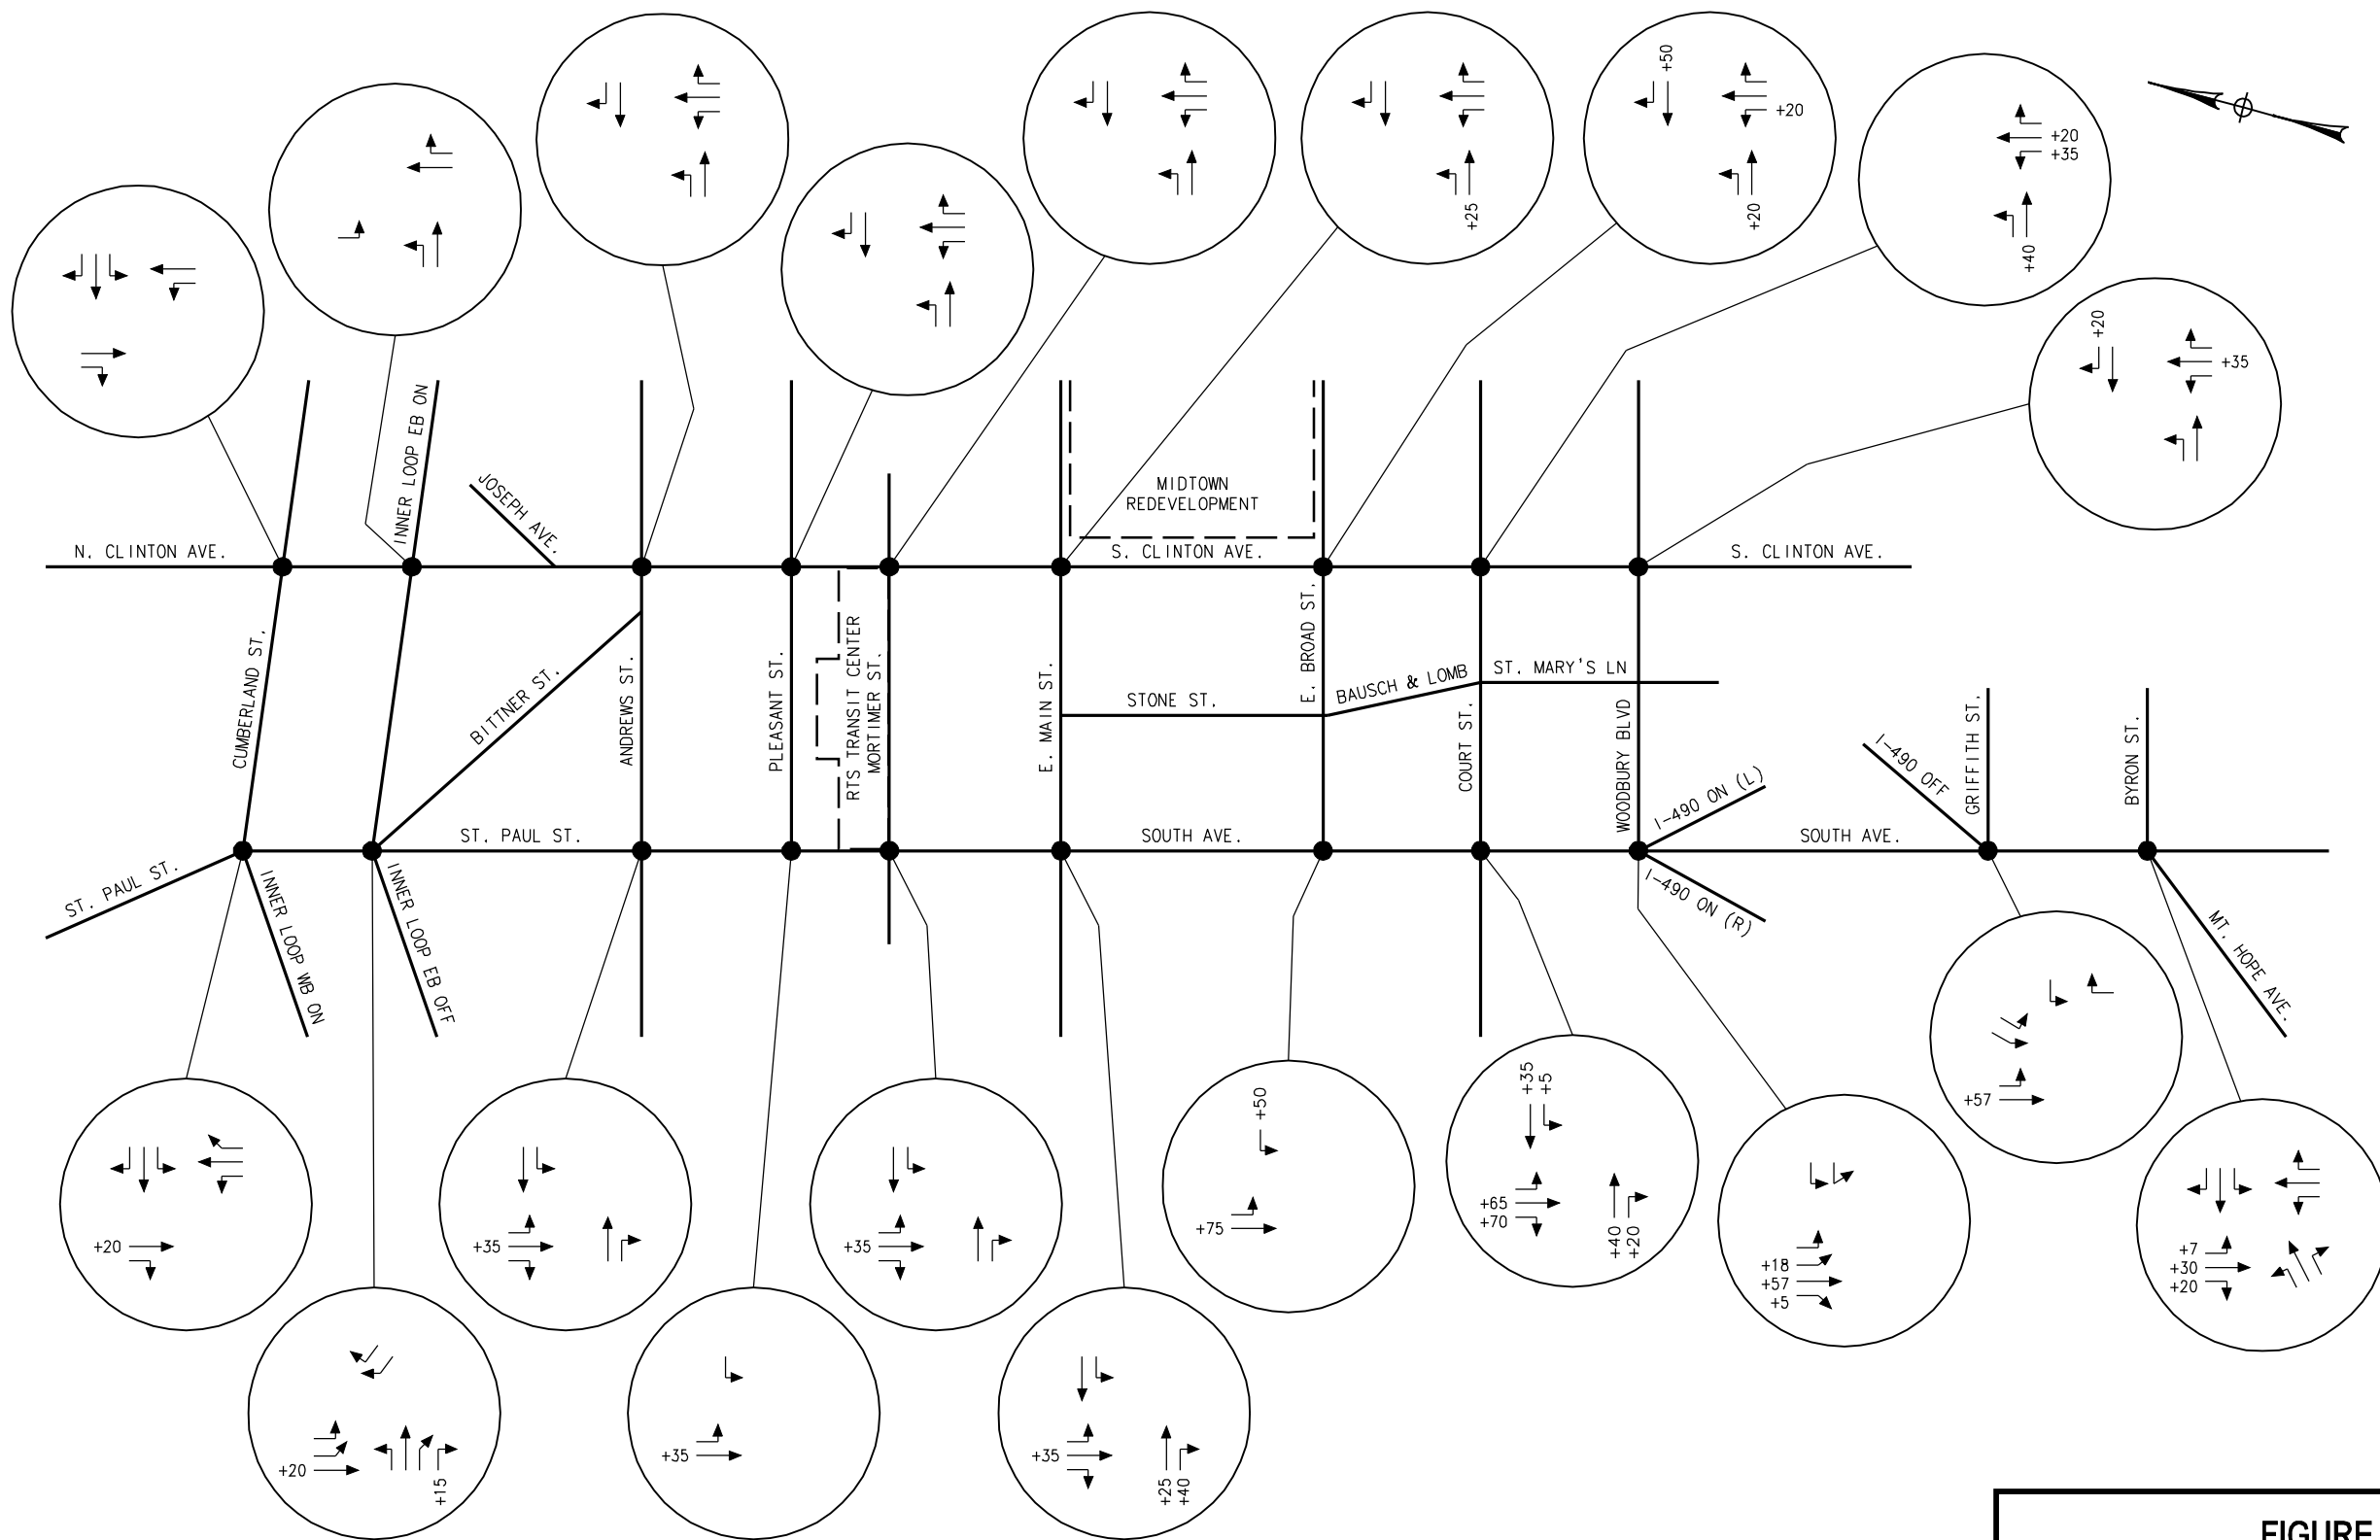 +50
+20
+20
+25
+20
+35
+40
+20
+35
INNER LOOP EB ON
JOSEPH AVE.
MIDTOWN
REDEVELOPMENT
N. CLINTON AVE.
S. CLINTON AVE.
S. CLINTON AVE.
CUMBERLAND ST.
BITTNER ST.
ANDREWS ST.
PLEASANT ST.
RTS TRANSIT CENTER
MORTIMER ST.
E. MAIN ST.
STONE ST.
E. BROAD ST.
BAUSCH & LOMB
ST. MARY'S LN
COURT ST.
WOODBURY BLVD
I-490 ON (L)
I-490 OFF
GRIFFITH ST.
BYRON ST.
ST. PAUL ST.
SOUTH AVE.
SOUTH AVE.
ST. PAUL ST.
INNER LOOP WB ON
INNER LOOP EB OFF
I-490 ON (R)
MT. HOPE AVE.
+20
+20
+15
+35
+35
+35
+35
+25
+40
+50
+75
+35
+5
+65
+70
+40
+20
+18
+57
+5
+57
+7
+30
+20
FIGURE